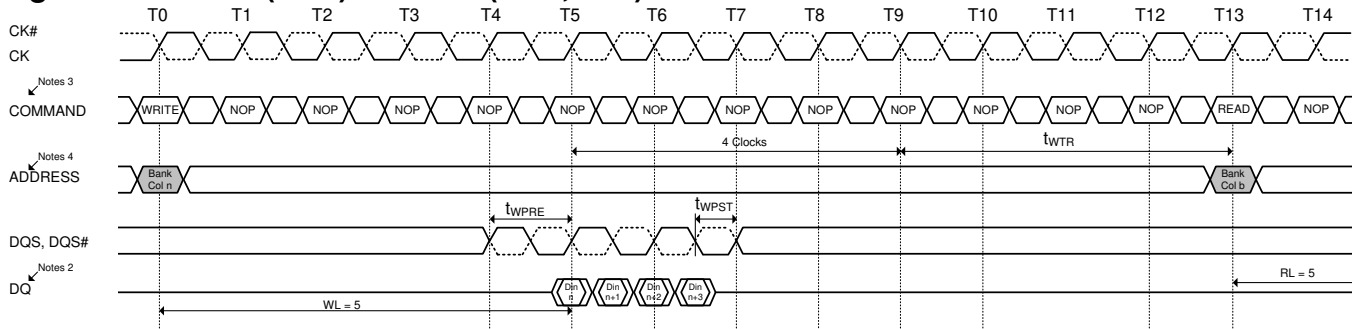 T0 T1 T2 T3 T4 T5 T6 T7 T8 T9 T10 T11 T12 T13 T14
CK#
CK
Notes 3
COMMAND WRITE NOP NOP NOP NOP NOP NOP NOP NOP NOP NOP NOP NOP READ NOP
4 Clocks tWTR
Notes 4
ADDRESS Bank Col n Bank Col b
tWPRE tWPST
DQS, DQS#
Notes 2
DQ Din n Din n+1 Din n+2 Din n+3 RL = 5
WL = 5